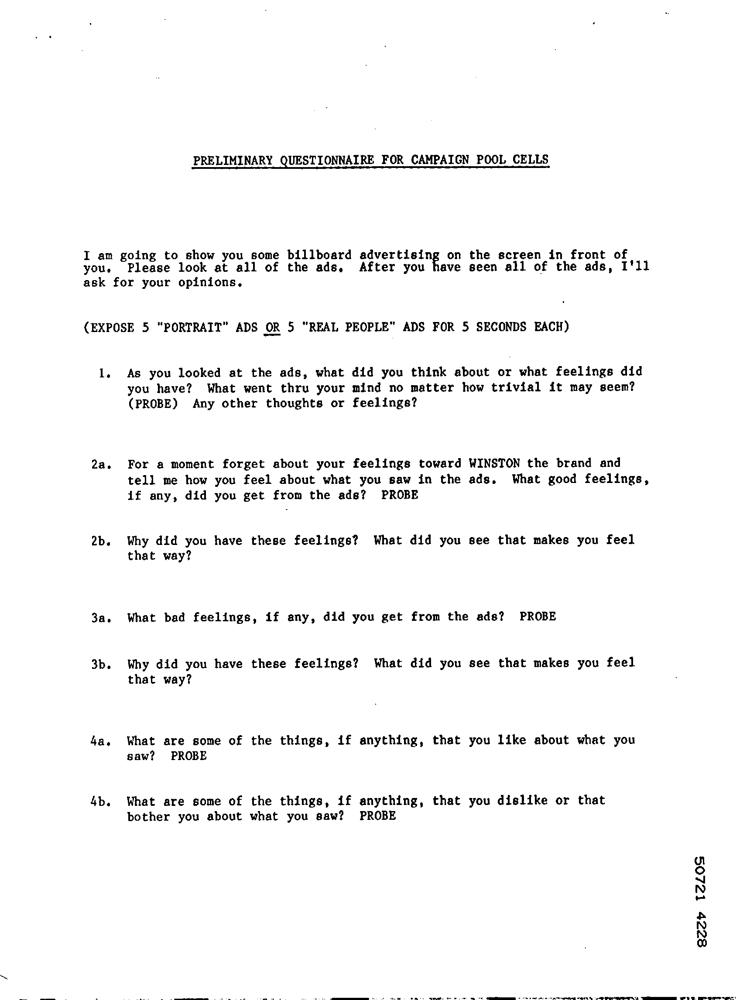 PRELIMINARY QUESTIONNAIRE FOR CAMPAIGN POOL CELLS
I am going to show you some billboard advertising on the screen in front of
you. Please look at all of the ads. After you have seen all of the ads, I'll
ask for your opinions.
(EXPOSE 5 "PORTRAIT" ADS OR 5 "REAL PEOPLE" ADS FOR 5 SECONDS EACH)
1. As you looked at the ads, what did you think about or what feelings did
you have? What went thru your mind no matter how trivial it may seem?
(PROBE) Any other thoughts or feelings?
2a. For a moment forget about your feelings toward WINSTON the brand and
tell me how you feel about what you saw in the ads. What good feelings,
if any, did you get from the ads? PROBE
2b. Why did you have these feelings? What did you see that makes you feel
that way?
3a. What bad feelings, if any, did you get from the ads? PROBE
3b. Why did you have these feelings? What did you see that makes you feel
that way?
4a. What are some of the things, if anything, that you like about what you
saw? PROBE
4b. What are some of the things, if anything, that you dislike or that
bother you about what you saw? PROBE
50721 4228